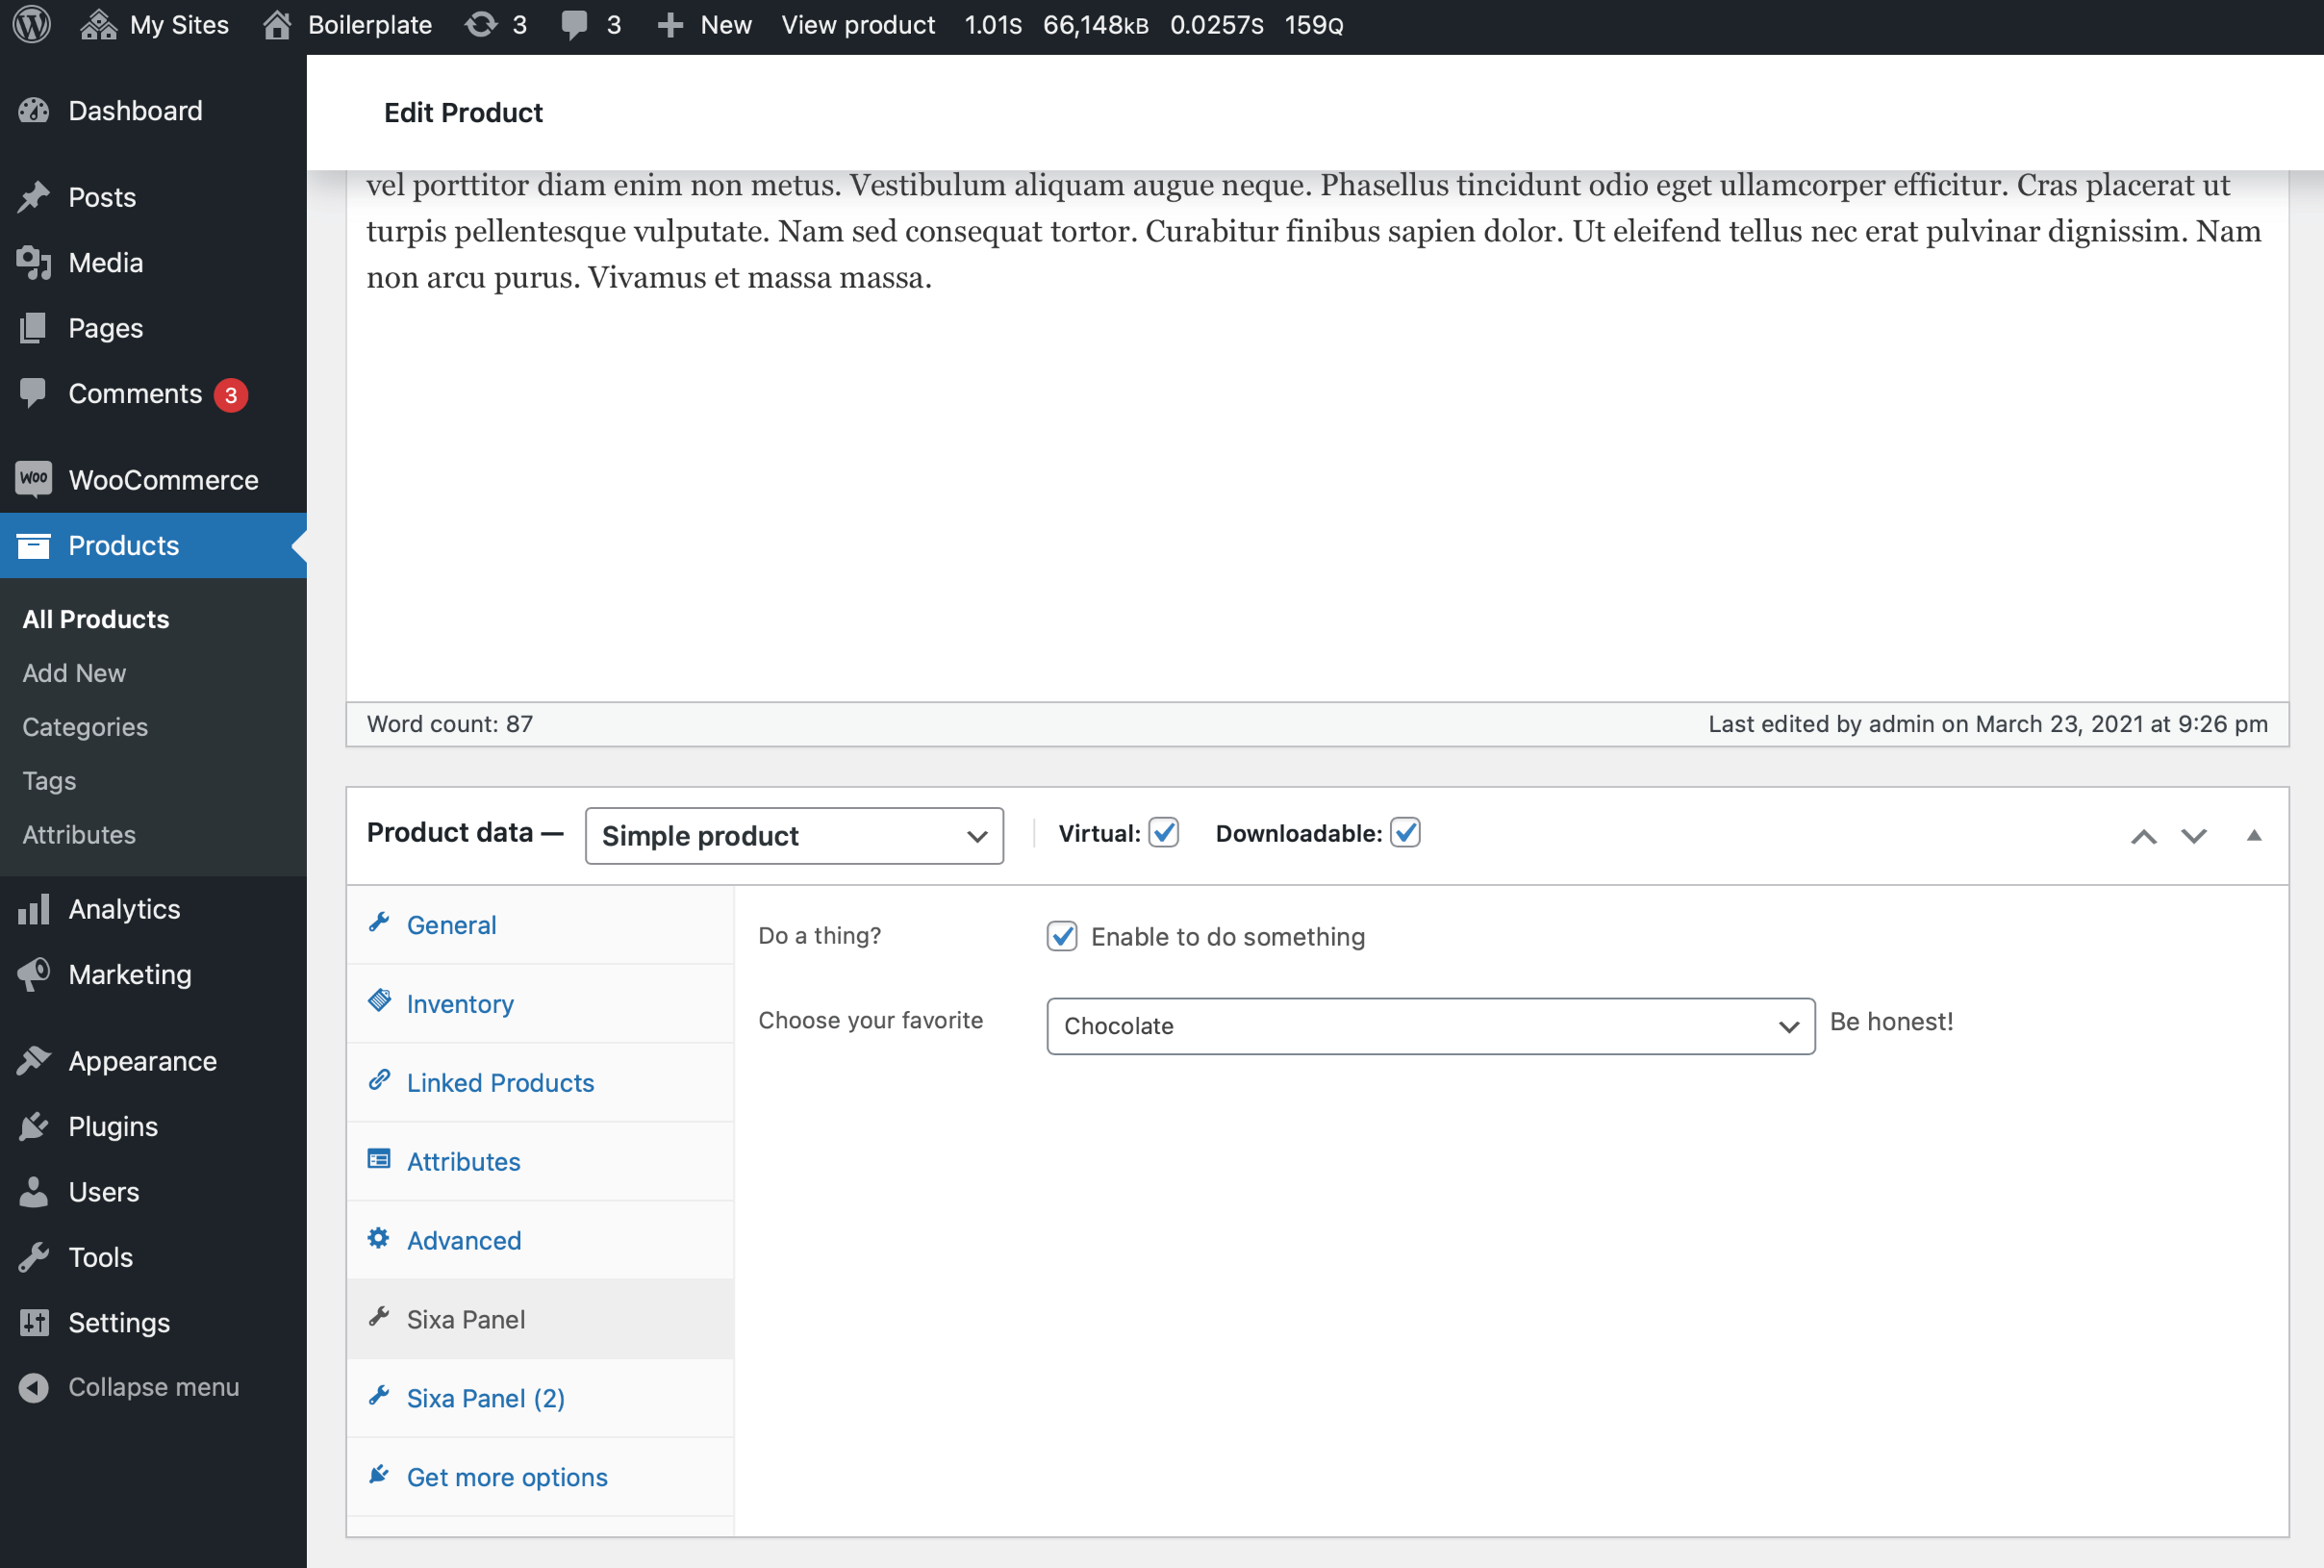 My Sites Boilerplate 3 3 New View product 1.01S 66,148KB 0.0257S 159Q
Dashboard
Posts
Media
Pages
Comments 3
Woo WooCommerce
Products
All Products
Add New
Categories
Tags
Attributes
Analytics
Marketing
Appearance
Plugins
Users
Tools
Settings
Collapse menu
Edit Product
vel porttitor diam enim non metus. Vestibulum aliquam augue neque. Phasellus tincidunt odio eget ullamcorper efficitur. Cras placerat ut
turpis pellentesque vulputate. Nam sed consequat tortor. Curabitur finibus sapien dolor. Ut eleifend tellus nec erat pulvinar dignissim. Nam
non arcu purus. Vivamus et massa massa.
Word count: 87 Last edited by admin on March 23, 2021 at 9:26 pm
Product data — Simple product Virtual: Downloadable:
General
Inventory
Linked Products
Attributes
Advanced
Sixa Panel
Sixa Panel (2)
Get more options
Do a thing? Enable to do something
Choose your favorite Chocolate Be honest!